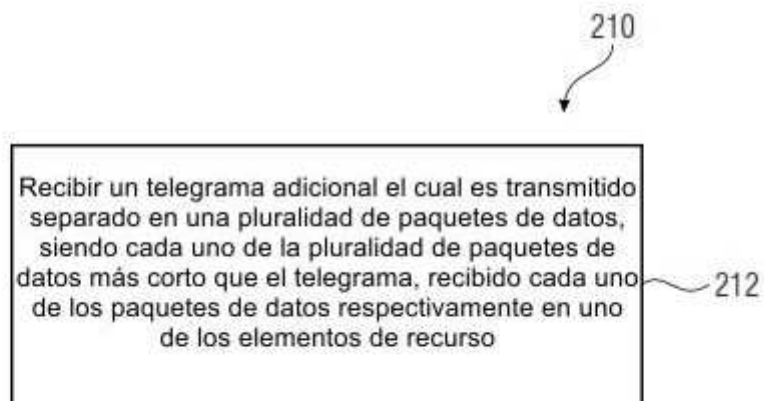 210
Recibir un telegrama adicional el cual es transmitido
separado en una pluralidad de paquetes de datos,
siendo cada uno de la pluralidad de paquetes de
datos más corto que el telegrama, recibido cada uno
de los paquetes de datos respectivamente en uno
de los elementos de recurso
212